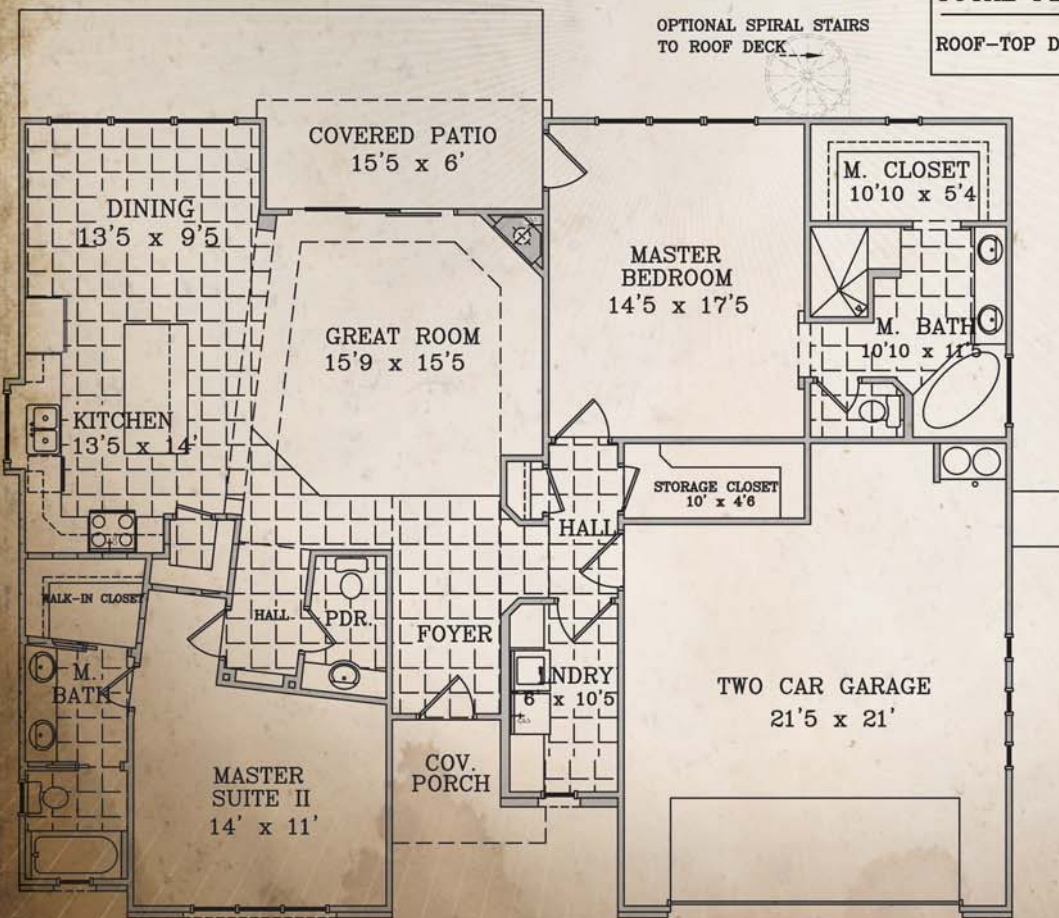 OPTIONAL SPIRAL STAIRS
TO ROOF DECK
ROOF-TOP D
COVERED PATIO
15'5 x 6'
DINING
13'5 x 9'5
M. CLOSET
10'10 x 5'4
MASTER
BEDROOM
14'5 x 17'5
GREAT ROOM
15'9 x 15'5
M. BATH
10'10 x 11'5
KITCHEN
13'5 x 14'
STORAGE CLOSET
10' x 4'6
HALL
WALK-IN CLOSET
HALL
PDR.
FOYER
M.
BATH
LNDRY
6' x 10'5
TWO CAR GARAGE
21'5 x 21'
COV.
PORCH
MASTER
SUITE II
14' x 11'